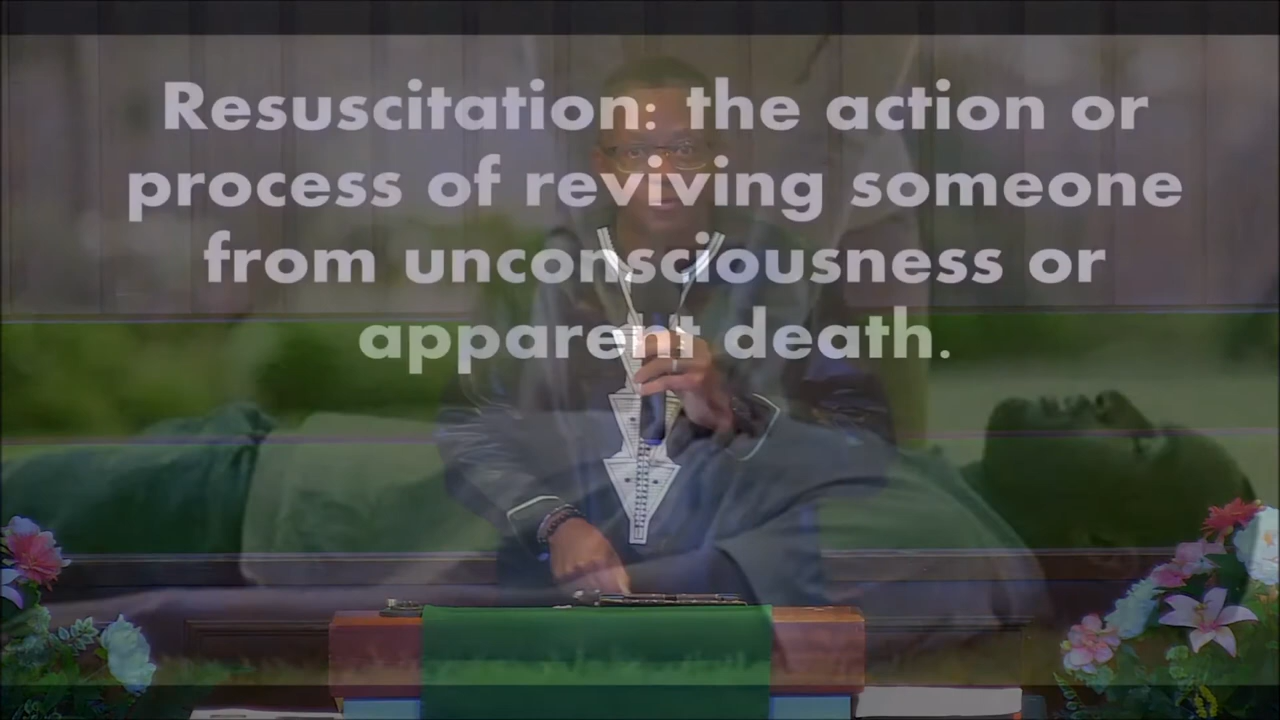 Resuscitation: the action or
process of reviving someone
from unconsciousness or
apparent death.